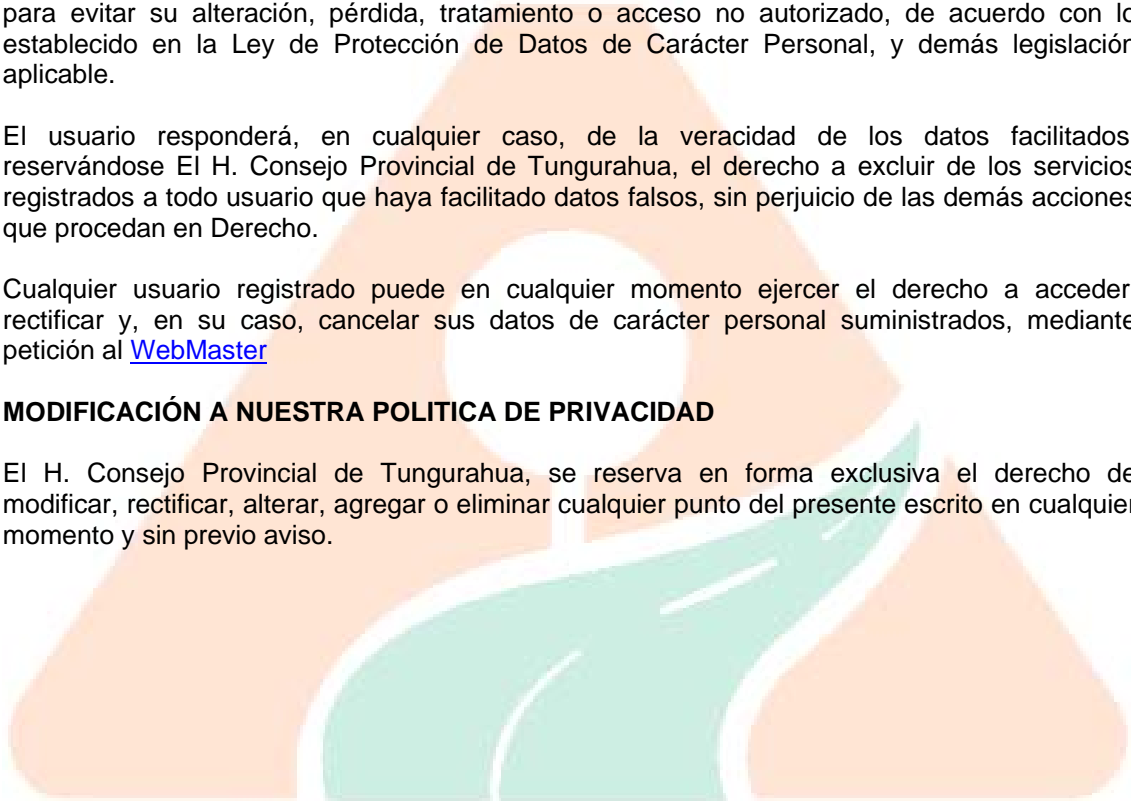 para evitar su alteración, pérdida, tratamiento o acceso no autorizado, de acuerdo con lo
establecido en la Ley de Protección de Datos de Carácter Personal, y demás legislación
aplicable.
El usuario responderá, en cualquier caso, de la veracidad de los datos facilitados
reservándose El H. Consejo Provincial de Tungurahua, el derecho a excluir de los servicios
registrados a todo usuario que haya facilitado datos falsos, sin perjuicio de las demás acciones
que procedan en Derecho.
Cualquier usuario registrado puede en cualquier momento ejercer el derecho a acceder
rectificar y, en su caso, cancelar sus datos de carácter personal suministrados, mediante
petición al WebMaster
MODIFICACIÓN A NUESTRA POLITICA DE PRIVACIDAD
El H. Consejo Provincial de Tungurahua, se reserva en forma exclusiva el derecho de
modificar, rectificar, alterar, agregar o eliminar cualquier punto del presente escrito en cualquier
momento y sin previo aviso.